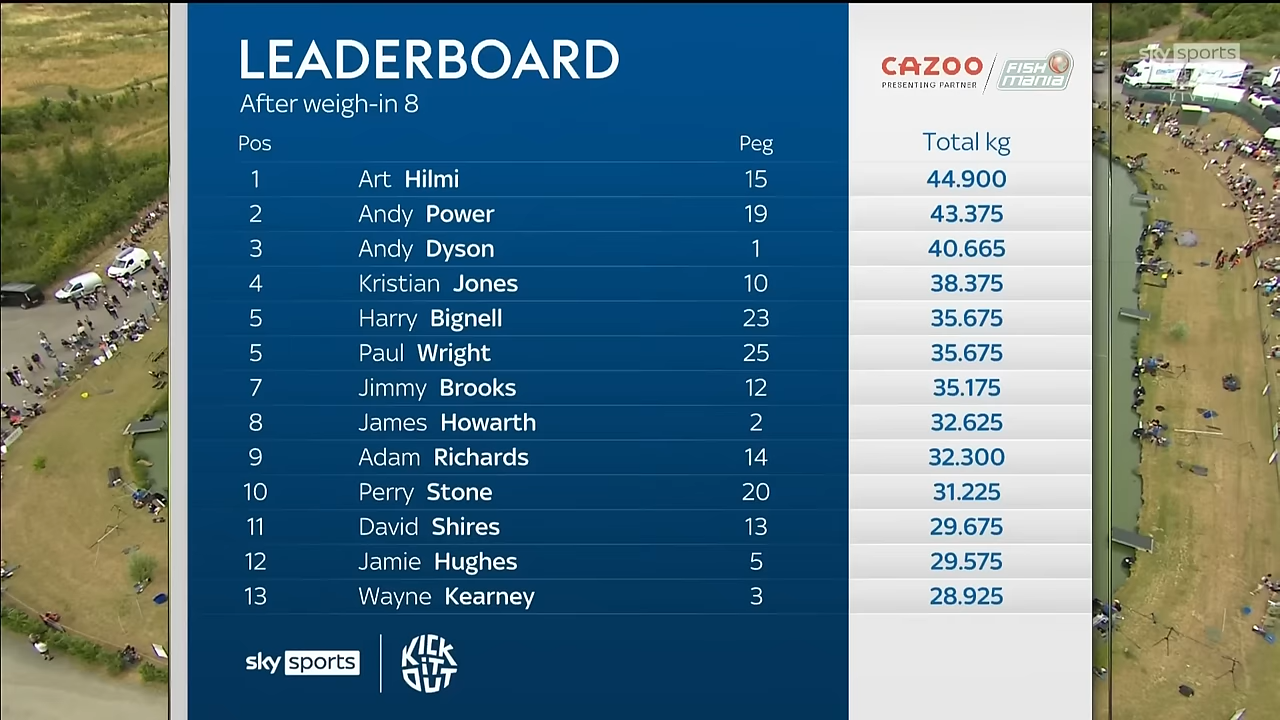 LEADERBOARD
After weigh-in 8
CAZOO
PRESENTING PARTNER
FISH
mania
sky sports
LIVE
Pos Peg Total kg
1 Art Hilmi 15 44.900
2 Andy Power 19 43.375
3 Andy Dyson 1 40.665
4 Kristian Jones 10 38.375
5 Harry Bignell 23 35.675
5 Paul Wright 25 35.675
7 Jimmy Brooks 12 35.175
8 James Howarth 2 32.625
9 Adam Richards 14 32.300
10 Perry Stone 20 31.225
11 David Shires 13 29.675
12 Jamie Hughes 5 29.575
13 Wayne Kearney 3 28.925
sky sports
KICK
IT
OUT